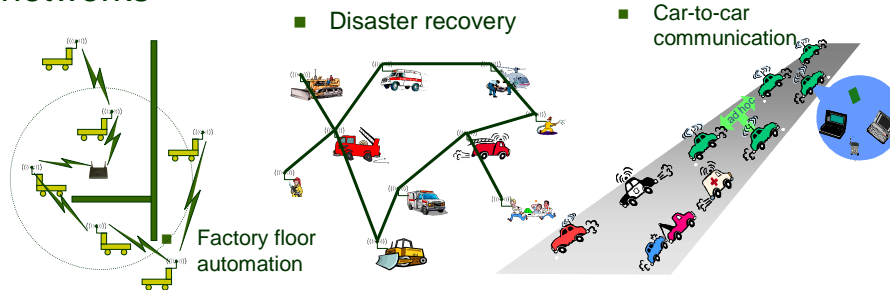 networks
Disaster recovery
Car-to-car
communication
ad hoc
Factory floor
automation